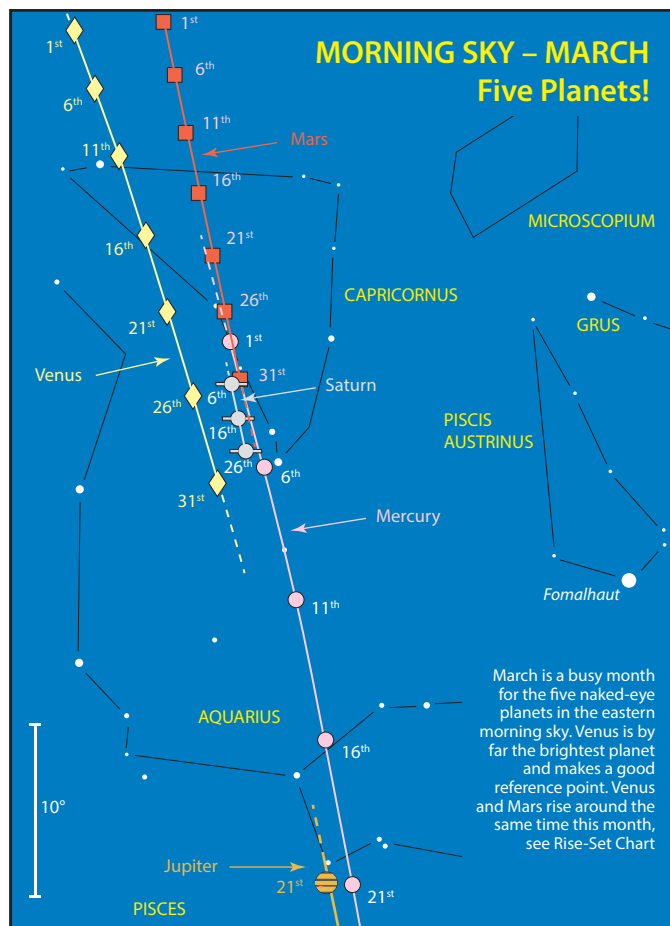 MORNING SKY – MARCH
Five Planets!
1st
1st
6th
6th
11th
Mars
11th
16th
MICROSCOPIUM
16th
21st
CAPRICORNUS
26th
GRUS
21st
1st
Venus
31st
Saturn
6th
26th
16th
PISCIS
AUSTRINUS
26th
6th
31st
Mercury
Fomalhaut
11th
March is a busy month
for the five naked-eye
planets in the eastern
morning sky. Venus is by
far the brightest planet
and makes a good
reference point. Venus
and Mars rise around the
same time this month,
see Rise-Set Chart
AQUARIUS
16th
10°
Jupiter
21st
21st
PISCES